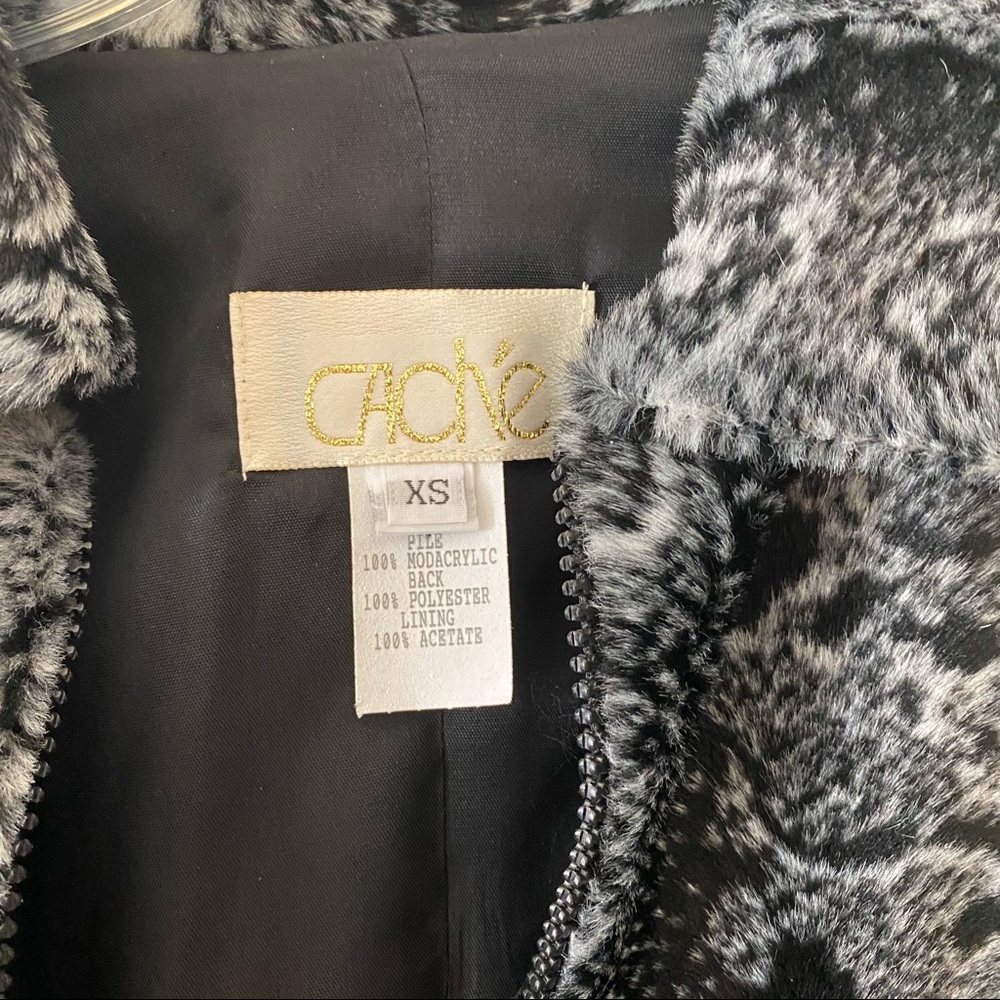 CAché
XS
PILE
100% MODACRYLIC
BACK
100% POLYESTER
LINING
100% ACETATE